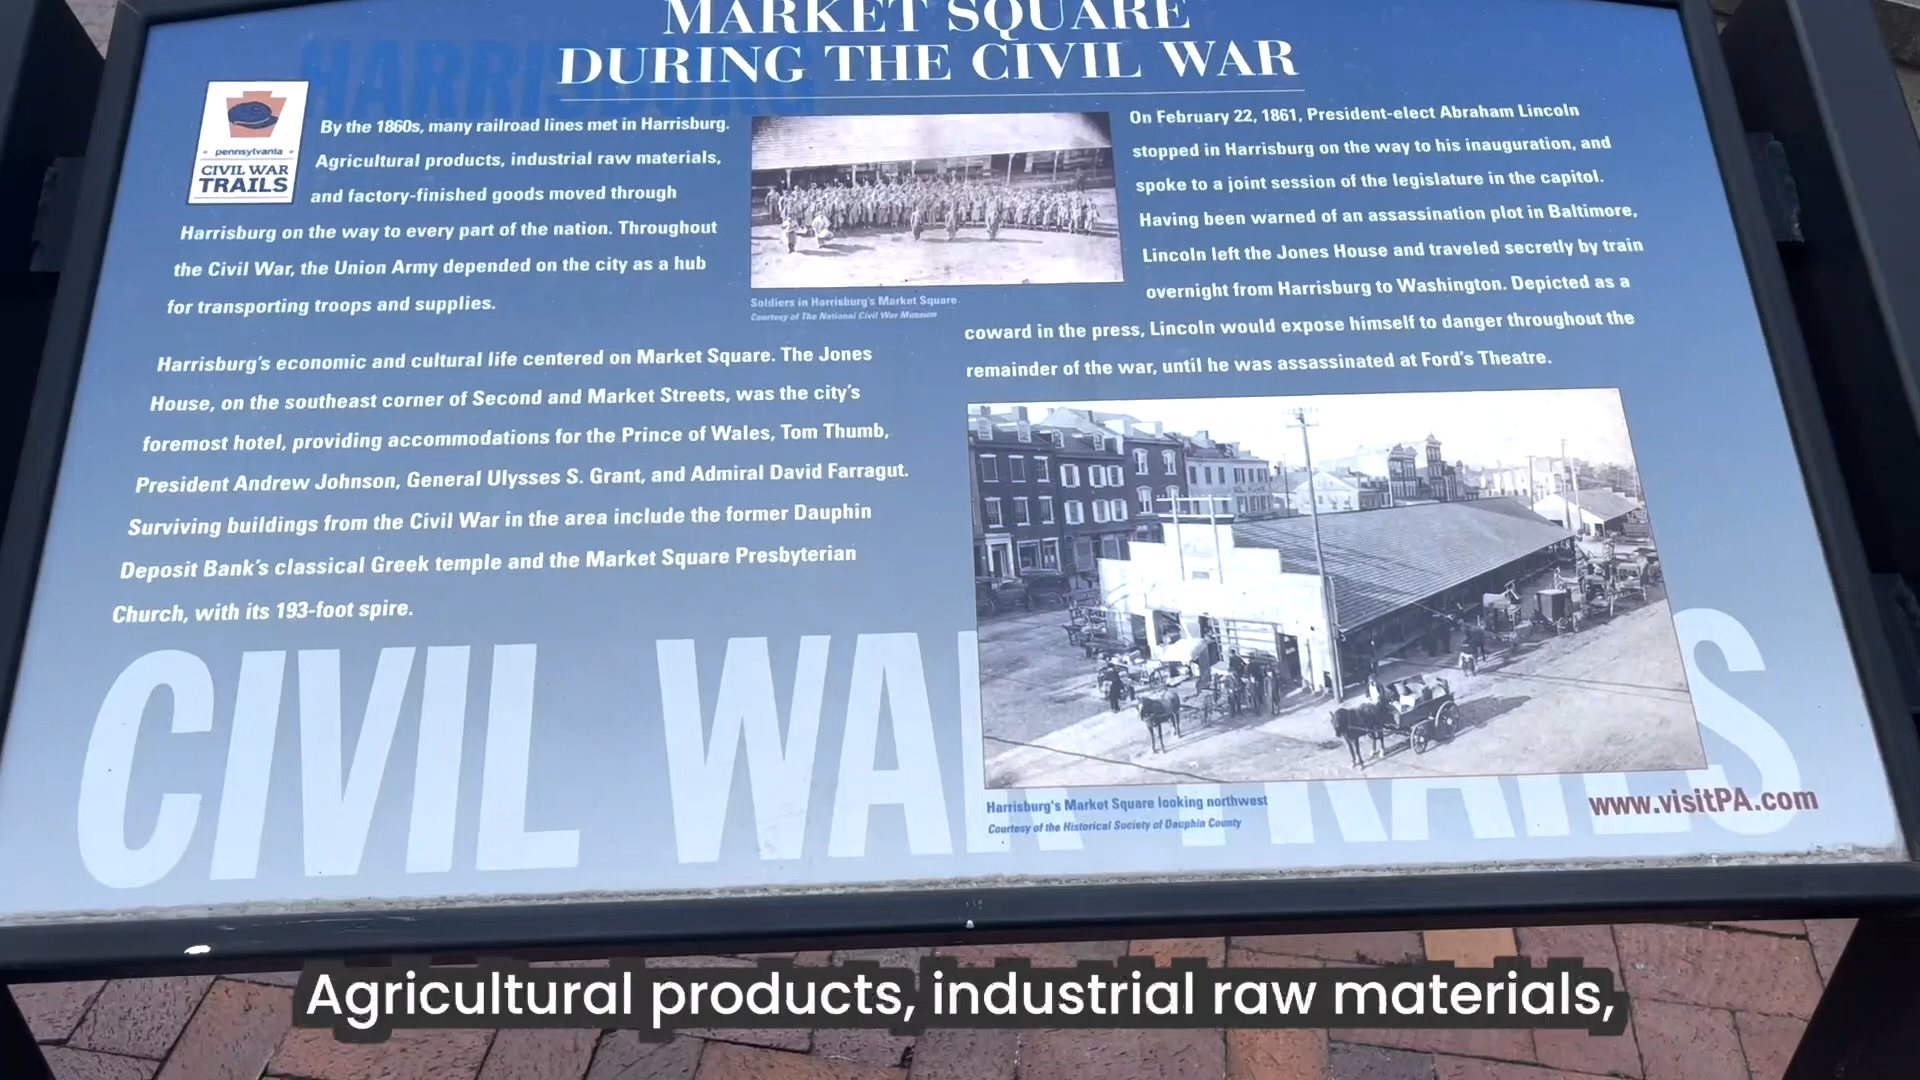 MARKET SQUARE
DURING THE CIVIL WAR
HARRISBURG
pennsylvania
CIVIL WAR
TRAILS
By the 1860s, many railroad lines met in Harrisburg.
Agricultural products, industrial raw materials,
and factory-finished goods moved through
Harrisburg on the way to every part of the nation. Throughout
the Civil War, the Union Army depended on the city as a hub
for transporting troops and supplies.
Harrisburg's economic and cultural life centered on Market Square. The Jones
House, on the southeast corner of Second and Market Streets, was the city's
foremost hotel, providing accommodations for the Prince of Wales, Tom Thumb,
President Andrew Johnson, General Ulysses S. Grant, and Admiral David Farragut.
Surviving buildings from the Civil War in the area include the former Dauphin
Deposit Bank's classical Greek temple and the Market Square Presbyterian
Church, with its 193-foot spire.
Soldiers in Harrisburg's Market Square
Courtesy of The National Civil War Museum
On February 22, 1861, President-elect Abraham Lincoln
stopped in Harrisburg on the way to his inauguration, and
spoke to a joint session of the legislature in the capitol.
Having been warned of an assassination plot in Baltimore,
Lincoln left the Jones House and traveled secretly by train
overnight from Harrisburg to Washington. Depicted as a
coward in the press, Lincoln would expose himself to danger throughout the
remainder of the war, until he was assassinated at Ford's Theatre.
Harrisburg's Market Square looking northwest
Courtesy of the Historical Society of Dauphin County
www.visitPA.com
CIVIL WAR TRAILS
Agricultural products, industrial raw materials,